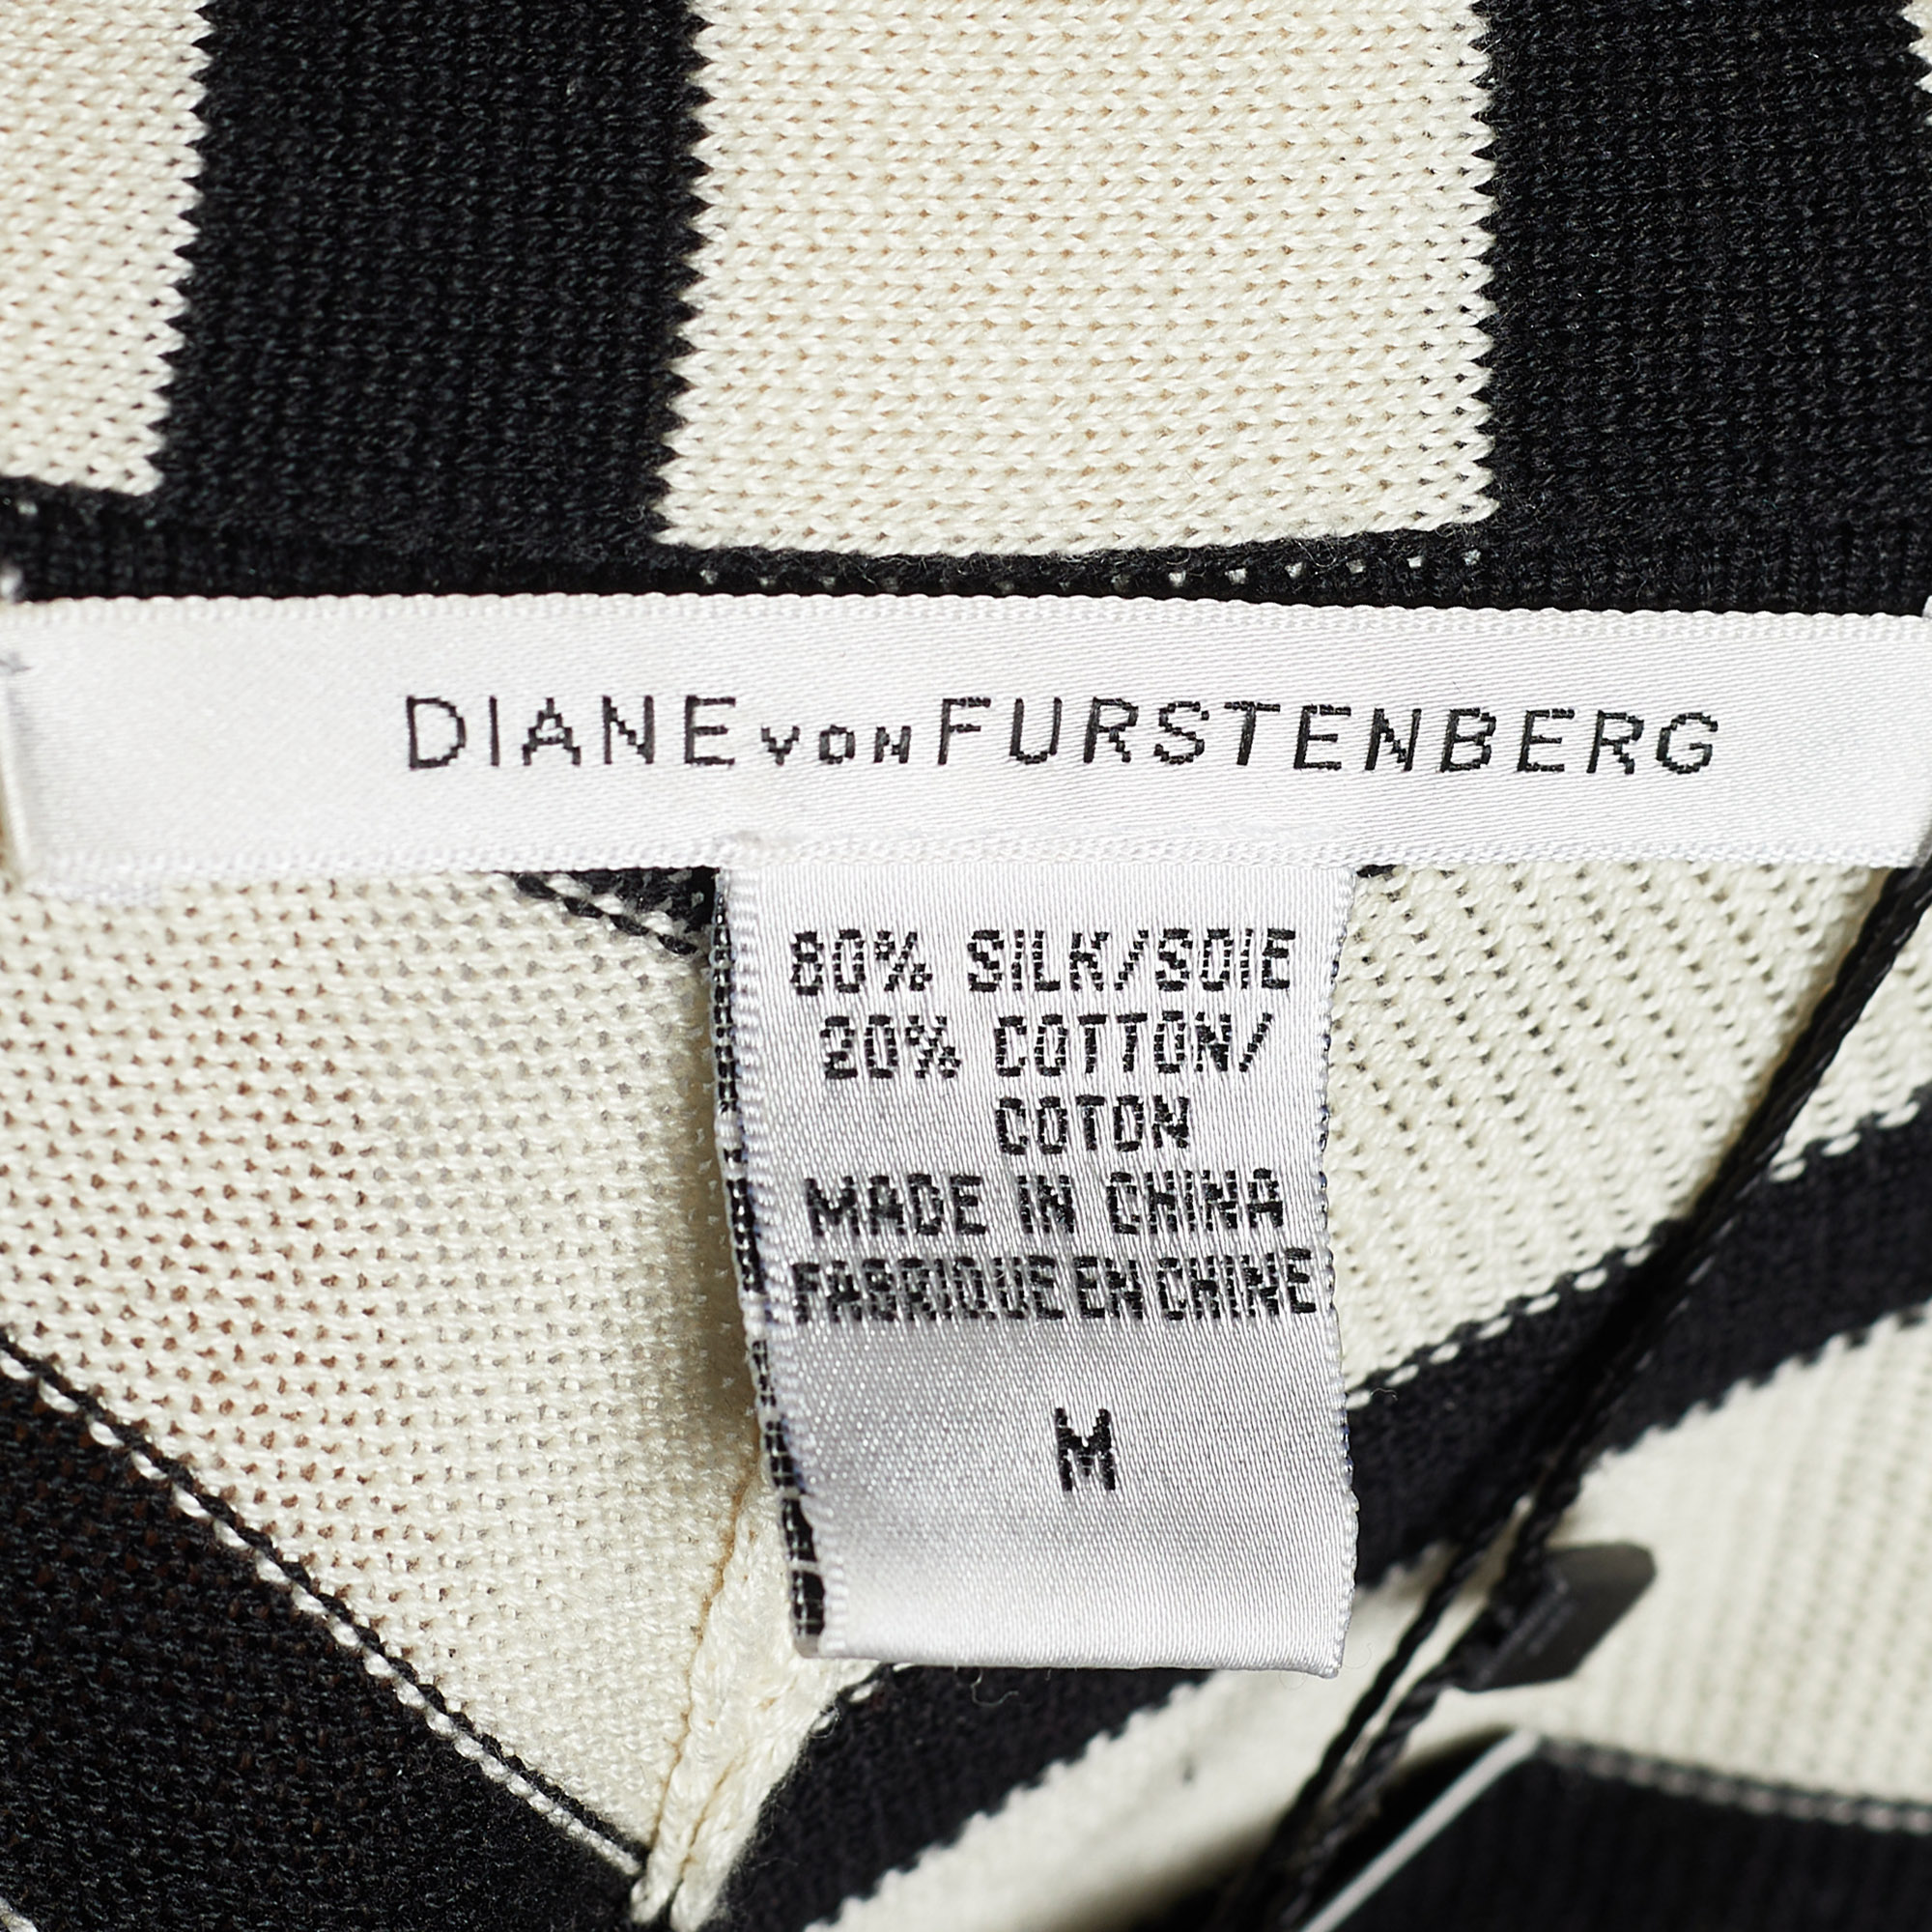 DIANE von FURSTENBERG
80% SILK/SOIE
20% COTTON/
COTON
MADE IN CHINA
FABRIQUE EN CHINE
M